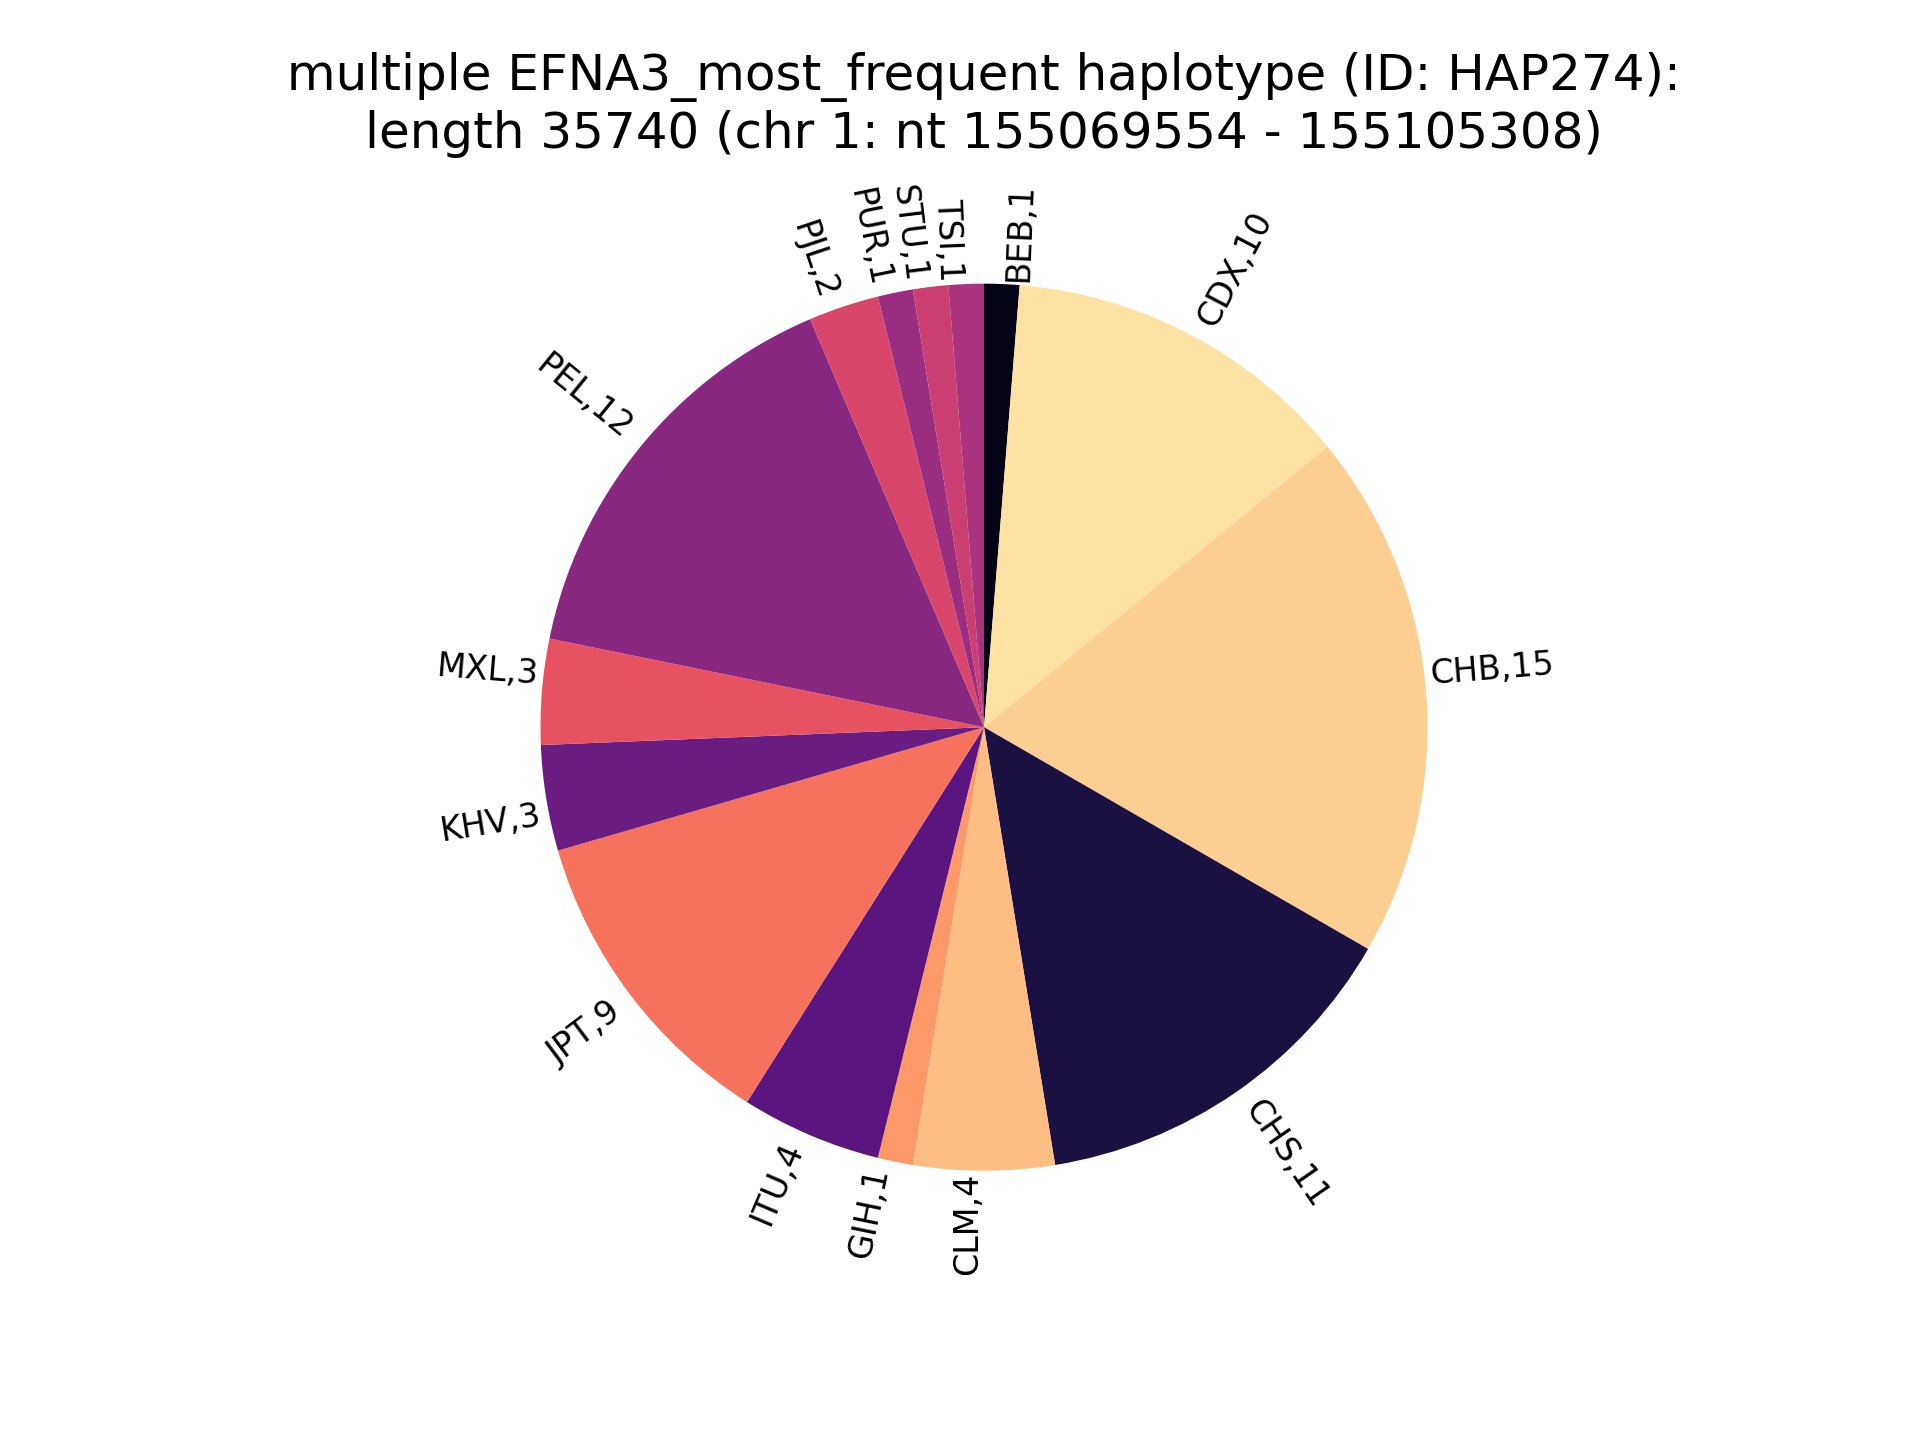 multiple EFNA3_most_frequent haplotype (ID: HAP274):
length 35740 (chr 1: nt 155069554 - 155105308)
BEB,1
CDX,10
CHB,15
CHS,11
CLM,4
GIH,1
ITU,4
JPT,9
KHV,3
MXL,3
PEL,12
PJL,2
PUR,1
STU,1
TSI,1